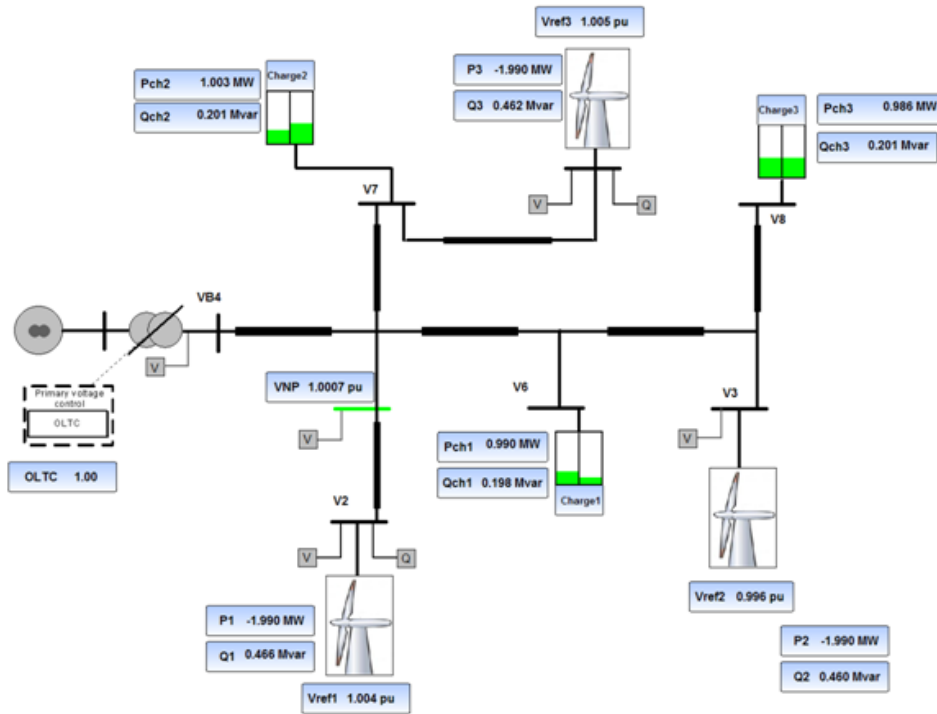 Vref3 1.005 pu
P3 -1.990 MW
Q3 0.462 Mvar
Pch2 1.003 MW
Qch2 0.201 Mvar
Charge2
Charge3
Pch3 0.986 MW
Qch3 0.201 Mvar
V7
V
Q
V8
VB4
V
Primary voltage
control
OLTC
OLTC 1.00
VNP 1.0007 pu
V
V6
Pch1 0.990 MW
Qch1 0.198 Mvar
Charge1
V3
V
V2
V
Q
Vref2 0.996 pu
P1 -1.990 MW
Q1 0.466 Mvar
Vref1 1.004 pu
P2 -1.990 MW
Q2 0.460 Mvar